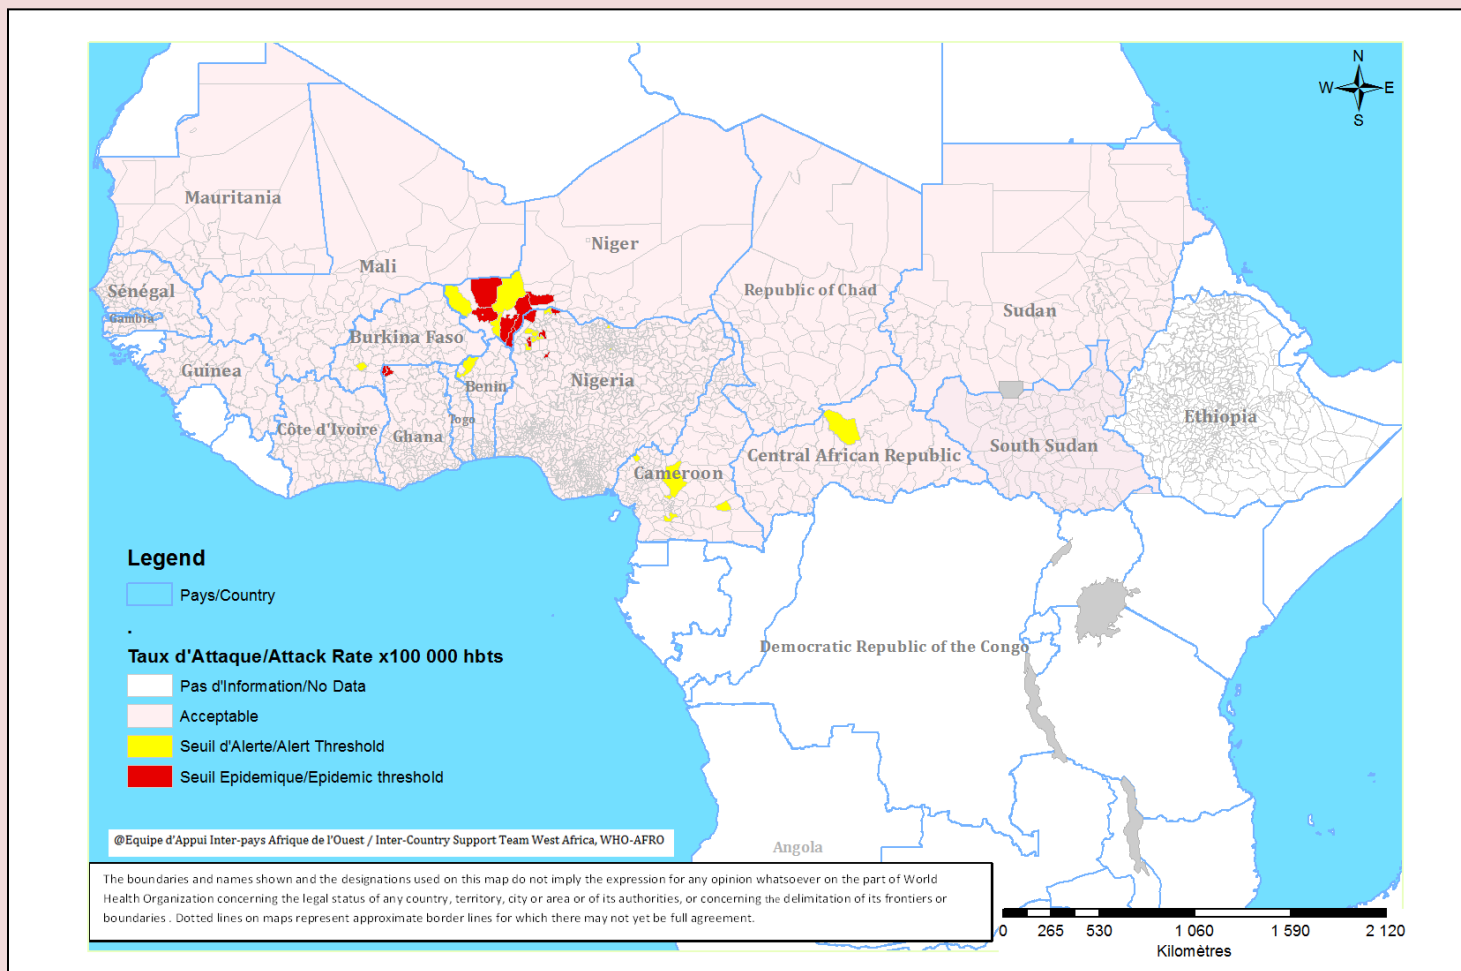 N
W
E
S
Mauritania
Niger
Mali
Sénégal
Republic of Chad
Sudan
Gambia
Burkina Faso
Guinea
Nigeria
Benin
Togo
Ethiopia
Côte d'Ivoire
Ghana
South Sudan
Central African Republic
Cameroon
Democratic Republic of the Congo
Angola
Legend
Pays/Country
.
Taux d'Attaque/Attack Rate x100 000 hbts
Pas d'Information/No Data
Acceptable
Seuil d'Alerte/Alert Threshold
Seuil Epidemique/Epidemic threshold
@Equipe d'Appui Inter-pays Afrique de l'Ouest / Inter-Country Support Team West Africa, WHO-AFRO
The boundaries and names shown and the designations used on this map do not imply the expression for any opinion whatsoever on the part of World
Health Organization concerning the legal status of any country, territory, city or area or of its authorities, or concerning the delimitation of its frontiers or
boundaries . Dotted lines on maps represent approximate border lines for which there may not yet be full agreement.
0 265 530 1 060 1 590 2 120
Kilomètres